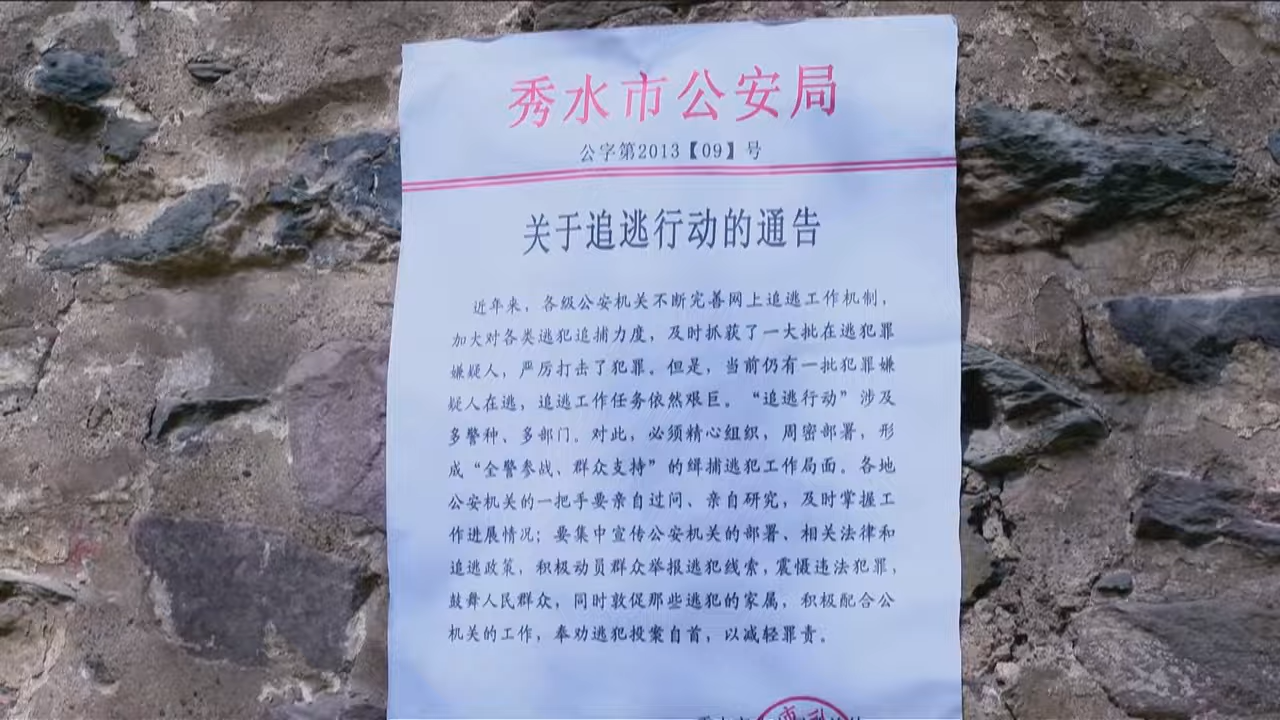 秀水市公安局
公字第2013【09】号
关于追逃行动的通告
近年来，各级公安机关不断完善网上追逃工作机制，
加大对各类逃犯追捕力度，及时抓获了一大批在逃犯罪
嫌疑人，严厉打击了犯罪。但是，当前仍有一批犯罪嫌
疑人在逃，追逃工作任务依然艰巨。“追逃行动”涉及
多警种、多部门。对此，必须精心组织，周密部署，形
成“全警参战、群众支持”的缉捕逃犯工作局面。各地
公安机关的一把手要亲自过问、亲自研究，及时掌握工
作进展情况；要集中宣传公安机关的部署、相关法律和
追逃政策，积极动员群众举报逃犯线索，震慑违法犯罪，
鼓舞人民群众，同时敦促那些逃犯的家属，积极配合公
机关的工作，奉劝逃犯投案自首，以减轻罪责。